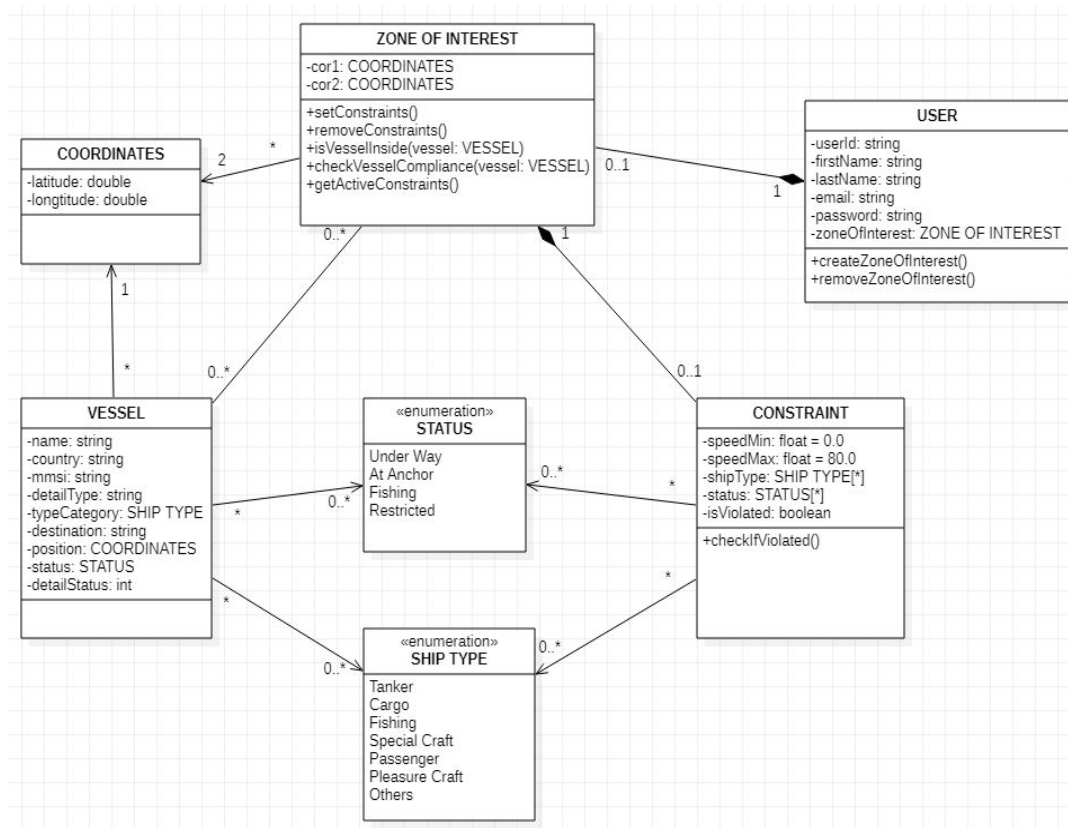 ZONE OF INTEREST
-cor1: COORDINATES
-cor2: COORDINATES
+setConstraints()
+removeConstraints()
+isVesselInside(vessel: VESSEL)
+checkVesselCompliance(vessel: VESSEL)
+getActiveConstraints()
USER
-userId: string
-firstName: string
-lastName: string
-email: string
-password: string
-zoneOfInterest: ZONE OF INTEREST
+createZoneOfInterest()
+removeZoneOfInterest()
COORDINATES
-latitude: double
-longtitude: double
2
*
0..1
1
0..*
1
1
*
0..*
0..1
VESSEL
-name: string
-country: string
-mmsi: string
-detailType: string
-typeCategory: SHIP TYPE
-destination: string
-position: COORDINATES
-status: STATUS
-detailStatus: int
«enumeration»
STATUS
Under Way
At Anchor
Fishing
Restricted
CONSTRAINT
-speedMin: float = 0.0
-speedMax: float = 80.0
-shipType: SHIP TYPE[*]
-status: STATUS[*]
-isViolated: boolean
+checkIfViolated()
*
0..*
0..*
*
*
0..*
*
0..*
«enumeration»
SHIP TYPE
Tanker
Cargo
Fishing
Special Craft
Passenger
Pleasure Craft
Others